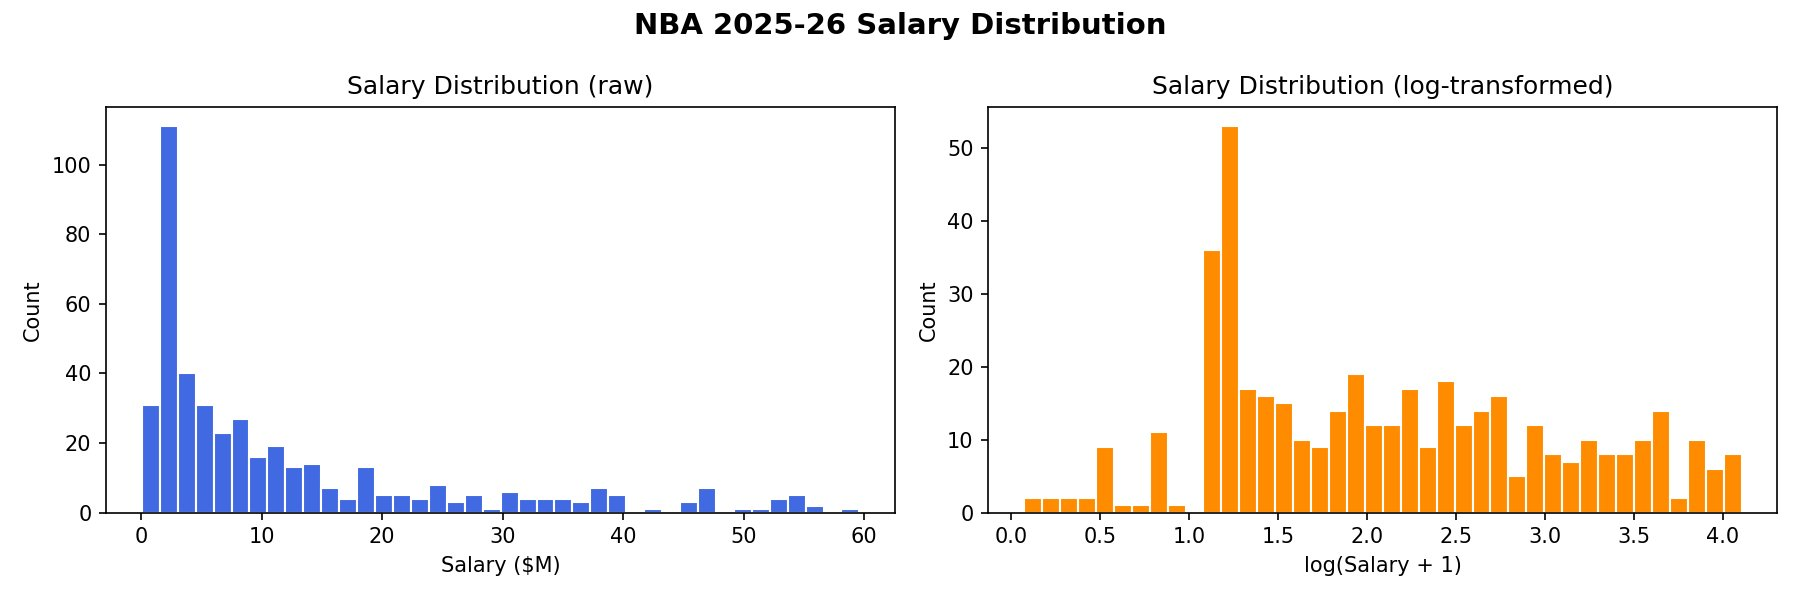 NBA 2025-26 Salary Distribution
Salary Distribution (raw)
Count
100
80
60
40
20
0
0 10 20 30 40 50 60
Salary ($M)
Salary Distribution (log-transformed)
Count
50
40
30
20
10
0
0.0 0.5 1.0 1.5 2.0 2.5 3.0 3.5 4.0
log(Salary + 1)